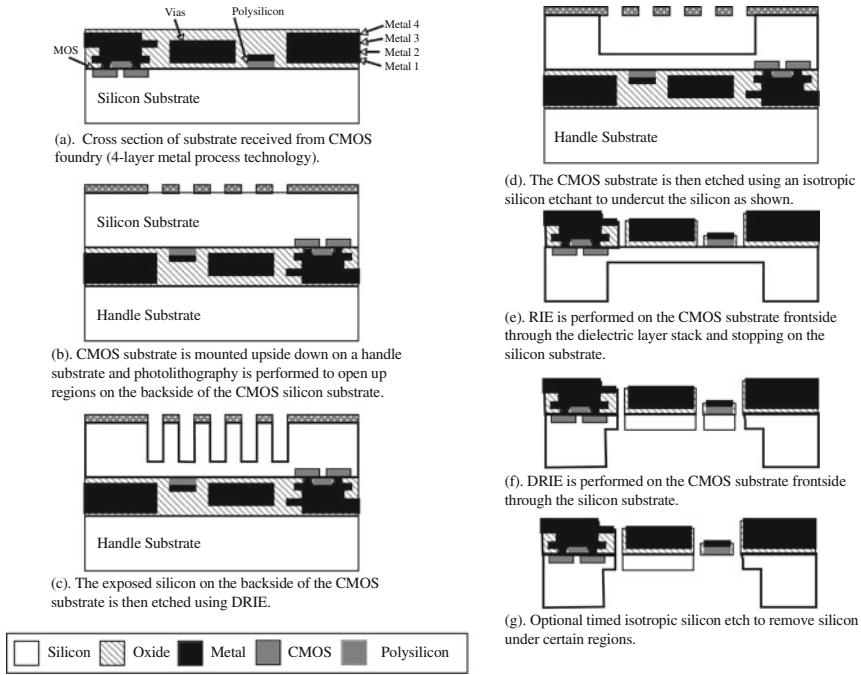 Vias
Polysilicon
Metal 4
Metal 3
Metal 2
Metal 1
MOS
Silicon Substrate
(a). Cross section of substrate received from CMOS
foundry (4-layer metal process technology).
Silicon Substrate
Handle Substrate
(b). CMOS substrate is mounted upside down on a handle
substrate and photolithography is performed to open up
regions on the backside of the CMOS silicon substrate.
Handle Substrate
(c). The exposed silicon on the backside of the CMOS
substrate is then etched using DRIE.
Handle Substrate
(d). The CMOS substrate is then etched using an isotropic
silicon etchant to undercut the silicon as shown.
(e). RIE is performed on the CMOS substrate frontside
through the dielectric layer stack and stopping on the
silicon substrate.
(f). DRIE is performed on the CMOS substrate frontside
through the silicon substrate.
(g). Optional timed isotropic silicon etch to remove silicon
under certain regions.
Silicon Oxide Metal CMOS Polysilicon